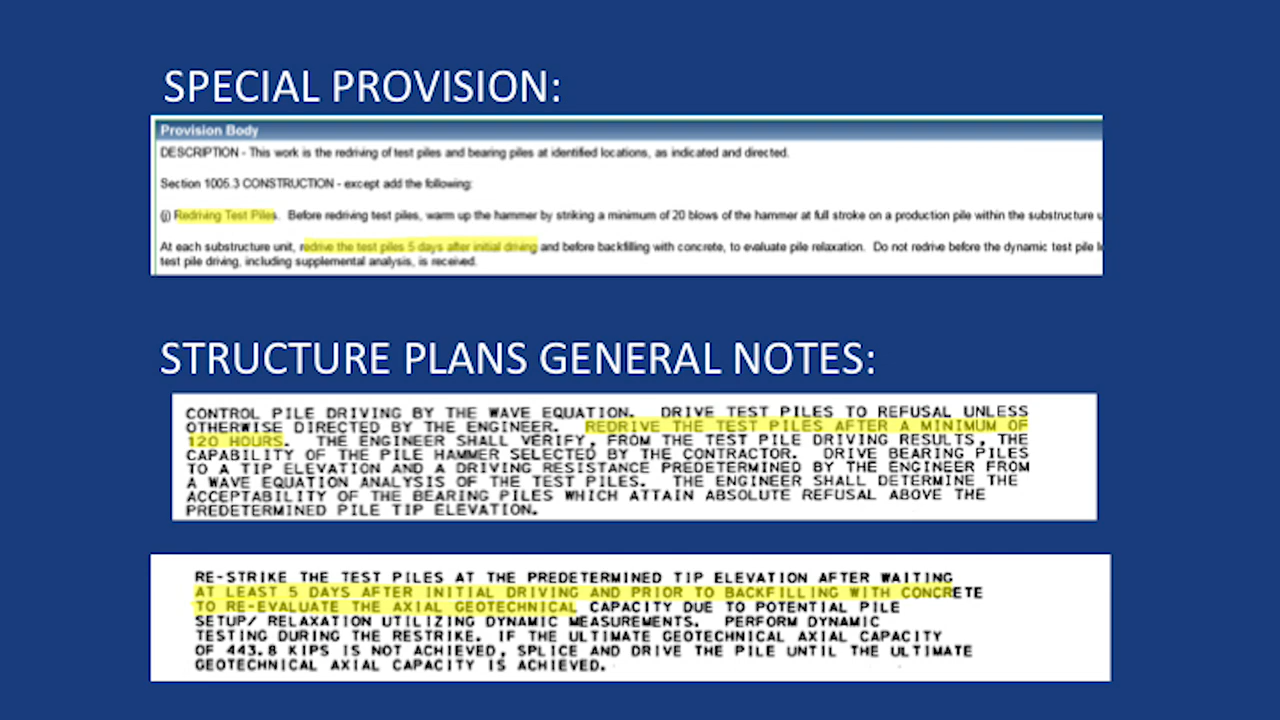 SPECIAL PROVISION:
Provision Body
DESCRIPTION - This work is the redriving of test piles and bearing piles at identified locations, as indicated and directed.
Section 1005.3 CONSTRUCTION - except add the following:
(j) Redriving Test Piles. Before redriving test piles, warm up the hammer by striking a minimum of 20 blows of the hammer at full stroke on a production pile within the substructure u
At each substructure unit, redrive the test piles 5 days after initial driving and before backfilling with concrete, to evaluate pile relaxation. Do not redrive before the dynamic test pile l
test pile driving, including supplemental analysis, is received.
STRUCTURE PLANS GENERAL NOTES:
CONTROL PILE DRIVING BY THE WAVE EQUATION. DRIVE TEST PILES TO REFUSAL UNLESS
OTHERWISE DIRECTED BY THE ENGINEER. REDRIVE THE TEST PILES AFTER A MINIMUM OF
120 HOURS. THE ENGINEER SHALL VERIFY, FROM THE TEST PILE DRIVING RESULTS, THE
CAPABILITY OF THE PILE HAMMER SELECTED BY THE CONTRACTOR. DRIVE BEARING PILES
TO A TIP ELEVATION AND A DRIVING RESISTANCE PREDETERMINED BY THE ENGINEER FROM
A WAVE EQUATION ANALYSIS OF THE TEST PILES. THE ENGINEER SHALL DETERMINE THE
ACCEPTABILITY OF THE BEARING PILES WHICH ATTAIN ABSOLUTE REFUSAL ABOVE THE
PREDETERMINED PILE TIP ELEVATION.
RE-STRIKE THE TEST PILES AT THE PREDETERMINED TIP ELEVATION AFTER WAITING
AT LEAST 5 DAYS AFTER INITIAL DRIVING AND PRIOR TO BACKFILLING WITH CONCRETE
TO RE-EVALUATE THE AXIAL GEOTECHNICAL CAPACITY DUE TO POTENTIAL PILE
SETUP/ RELAXATION UTILIZING DYNAMIC MEASUREMENTS. PERFORM DYNAMIC
TESTING DURING THE RESTRIKE. IF THE ULTIMATE GEOTECHNICAL AXIAL CAPACITY
OF 443.8 KIPS IS NOT ACHIEVED, SPLICE AND DRIVE THE PILE UNTIL THE ULTIMATE
GEOTECHNICAL AXIAL CAPACITY IS ACHIEVED.